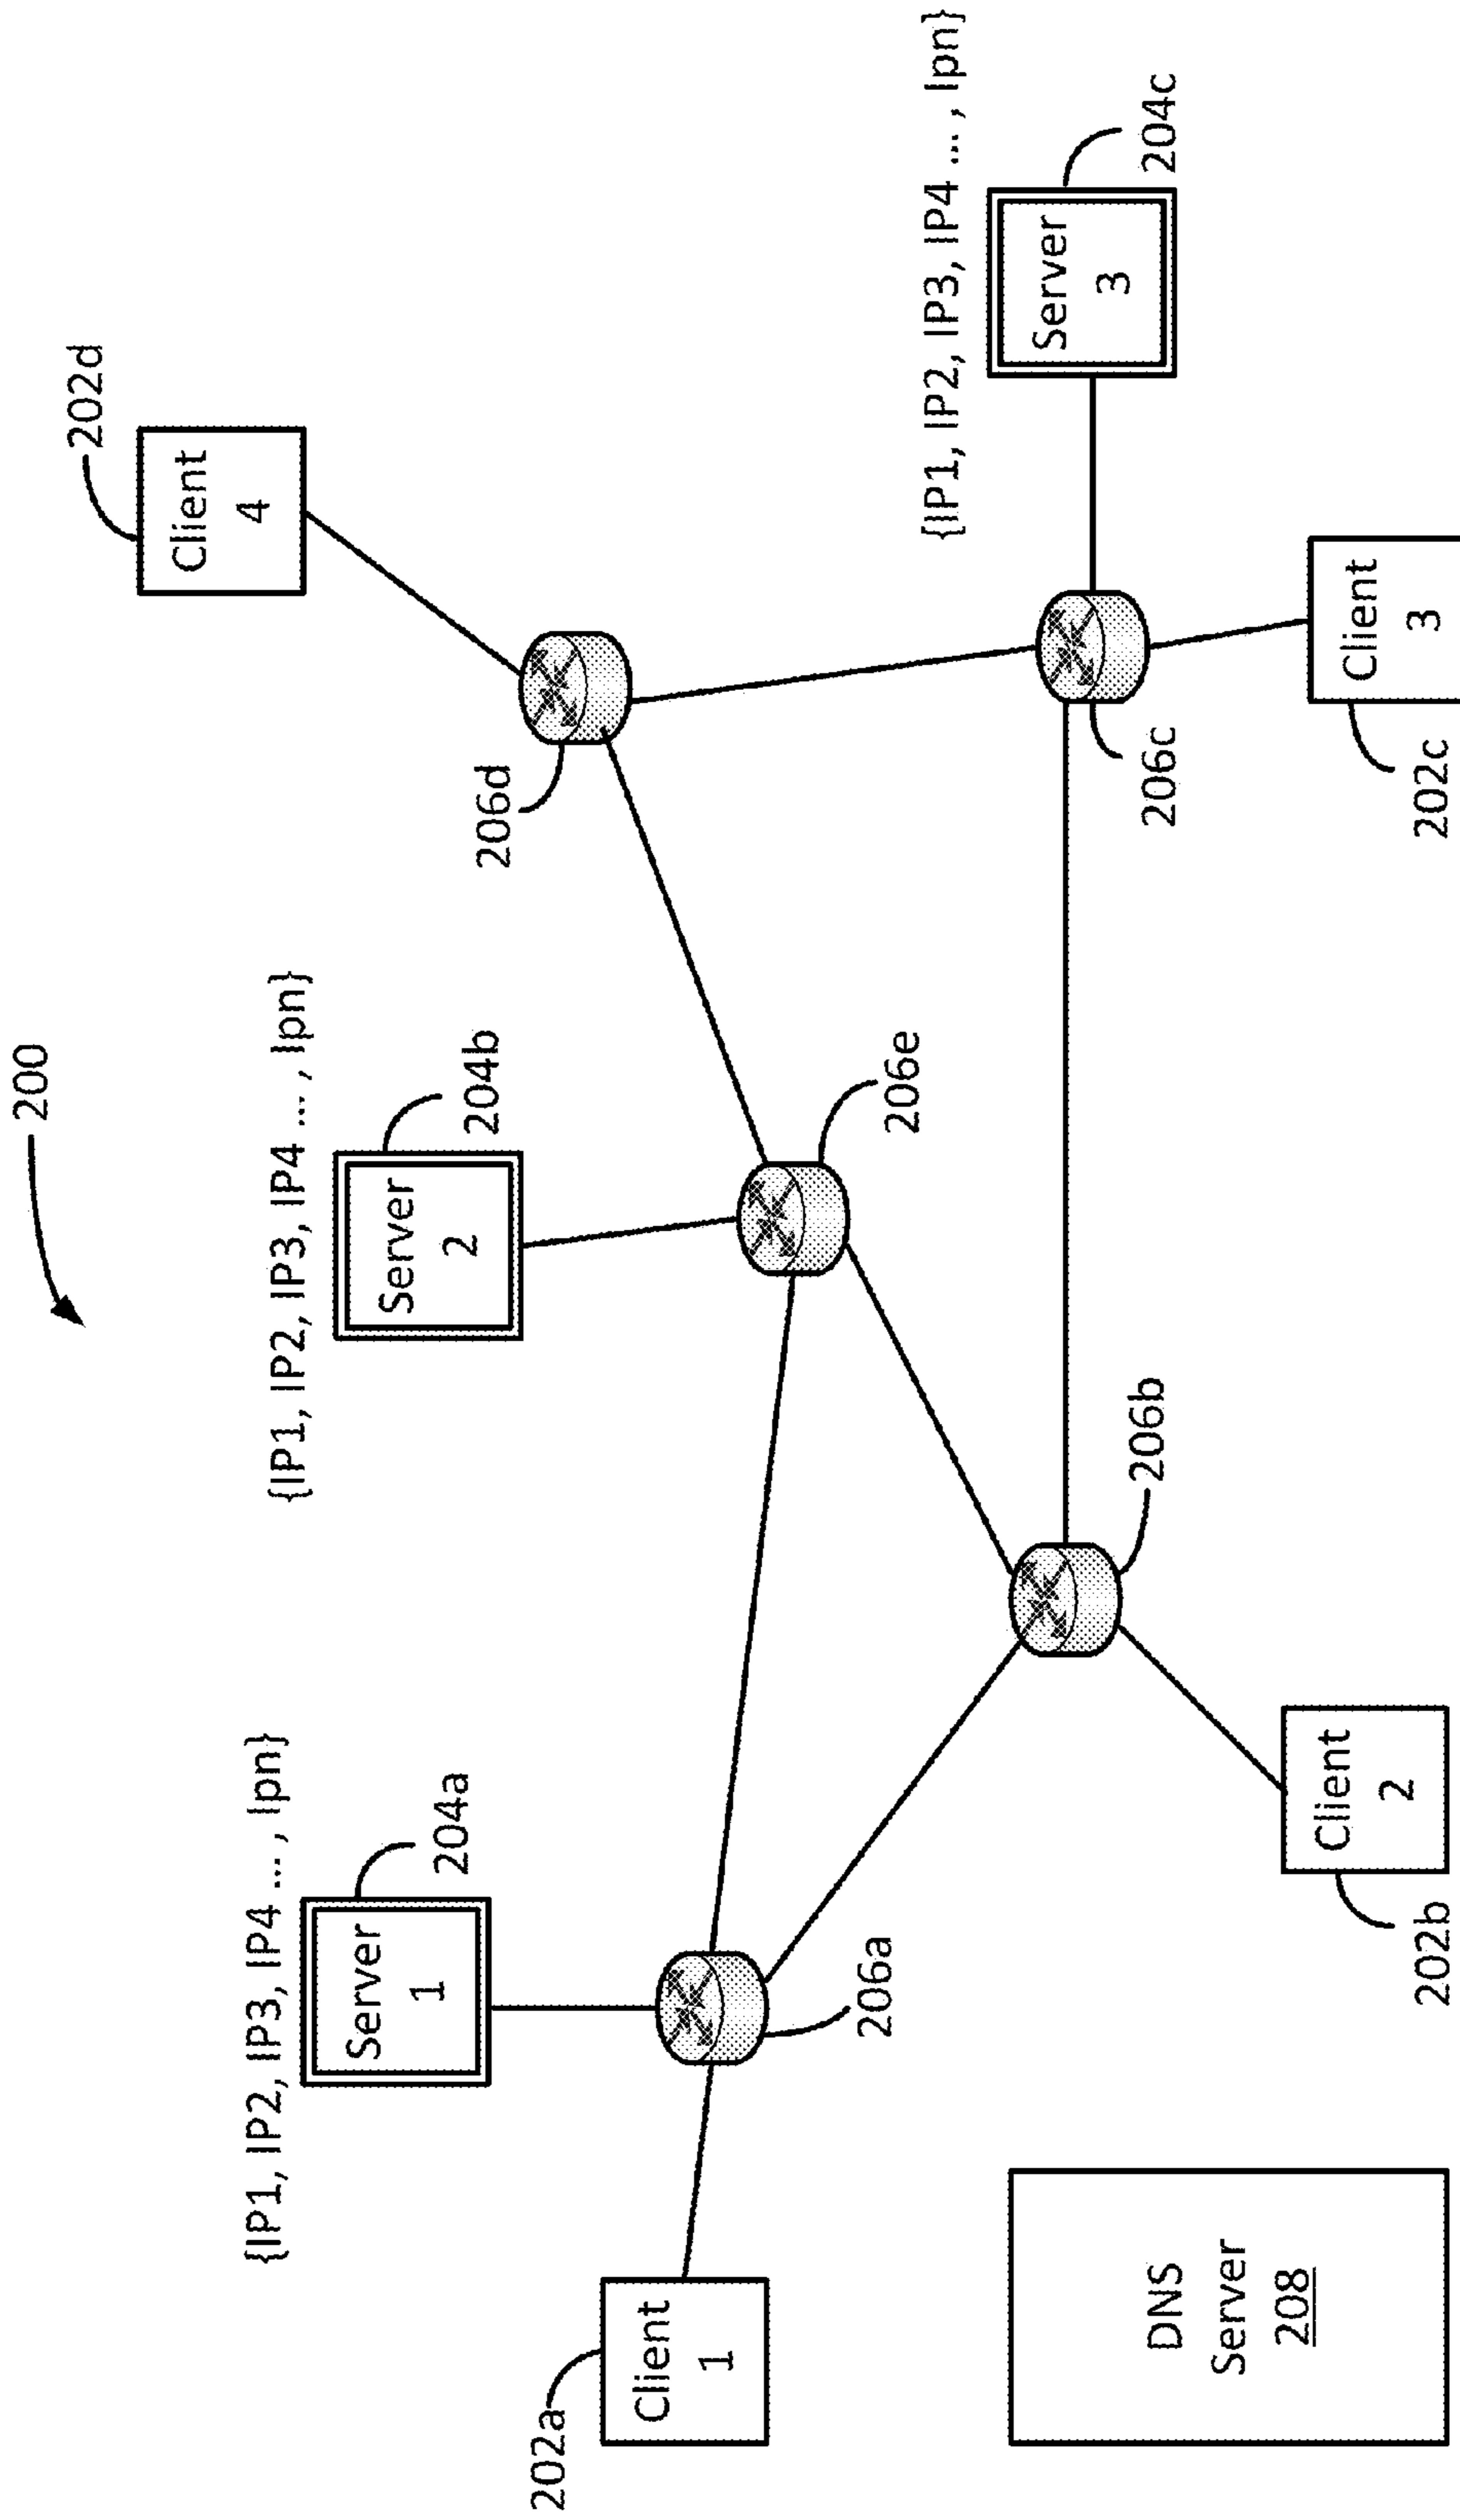 200
{IP1, IP2, IP3, IP4 ... , Ipn}
Server
1
204a
{IP1, IP2, IP3, IP4 ... , Ipn}
Server
2
204b
Client
4
202d
202a
Client
1
206a
206e
206d
{IP1, IP2, IP3, IP4 ... , Ipn}
Server
3
204c
206b
206c
DNS
Server
208
Client
2
202b
Client
3
202c